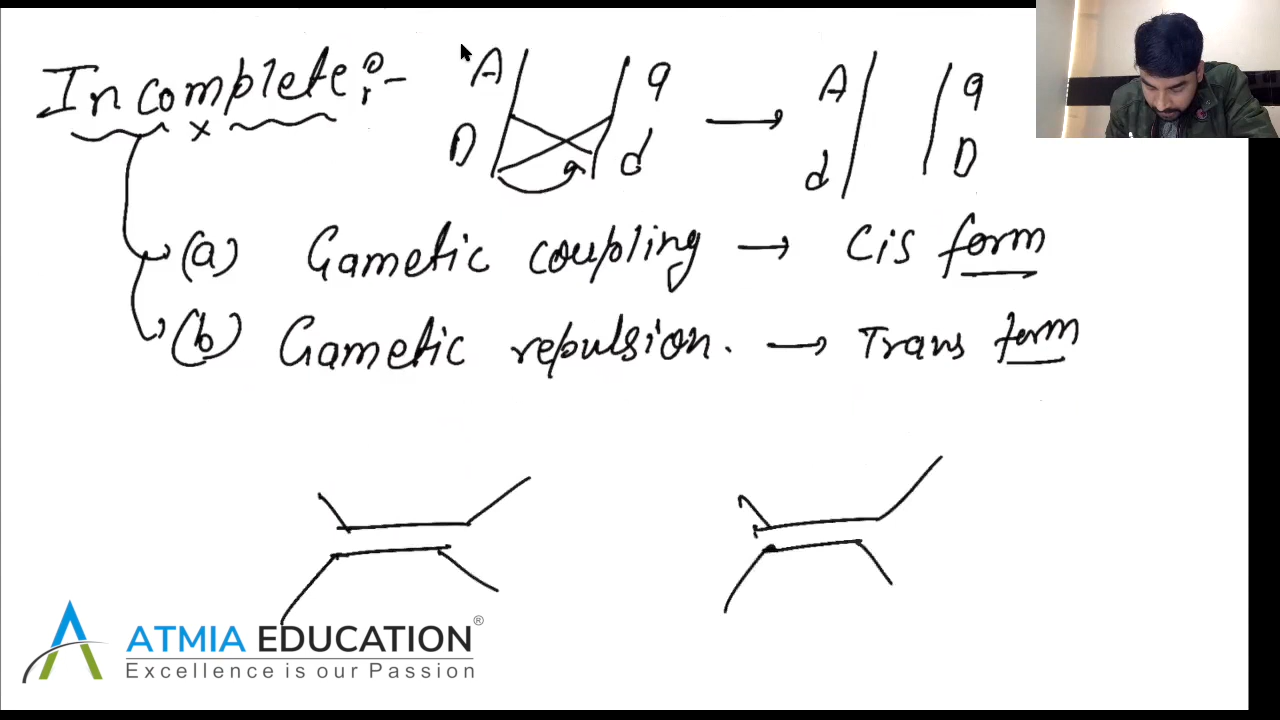 Incomplete :-
A a → A a
D d d D
x
(a) Gametic coupling → Cis form
(b) Gametic repulsion. → Trans form
ATMIA EDUCATION®
Excellence is our Passion